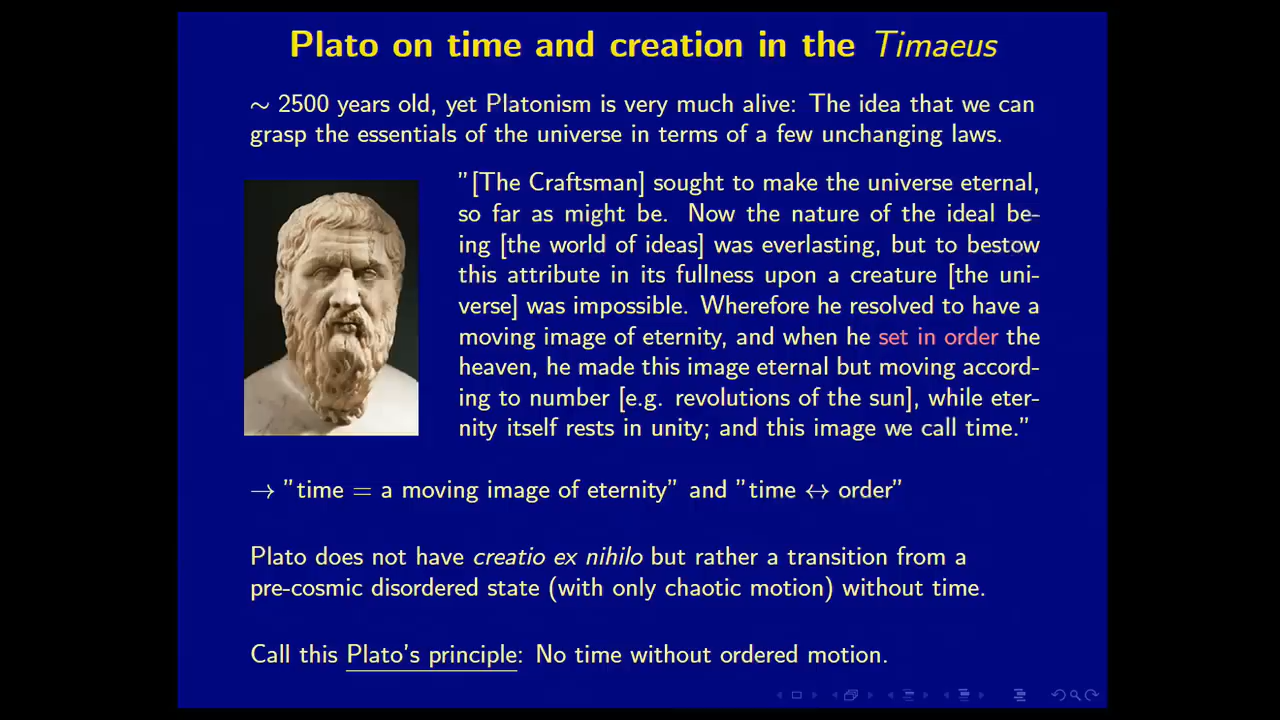 Plato on time and creation in the Timaeus
∼ 2500 years old, yet Platonism is very much alive: The idea that we can
grasp the essentials of the universe in terms of a few unchanging laws.
”[The Craftsman] sought to make the universe eternal,
so far as might be. Now the nature of the ideal be-
ing [the world of ideas] was everlasting, but to bestow
this attribute in its fullness upon a creature [the uni-
verse] was impossible. Wherefore he resolved to have a
moving image of eternity, and when he set in order the
heaven, he made this image eternal but moving accord-
ing to number [e.g. revolutions of the sun], while eter-
nity itself rests in unity; and this image we call time.”
→ ”time = a moving image of eternity” and ”time ↔ order”
Plato does not have creatio ex nihilo but rather a transition from a
pre-cosmic disordered state (with only chaotic motion) without time.
Call this Plato's principle: No time without ordered motion.